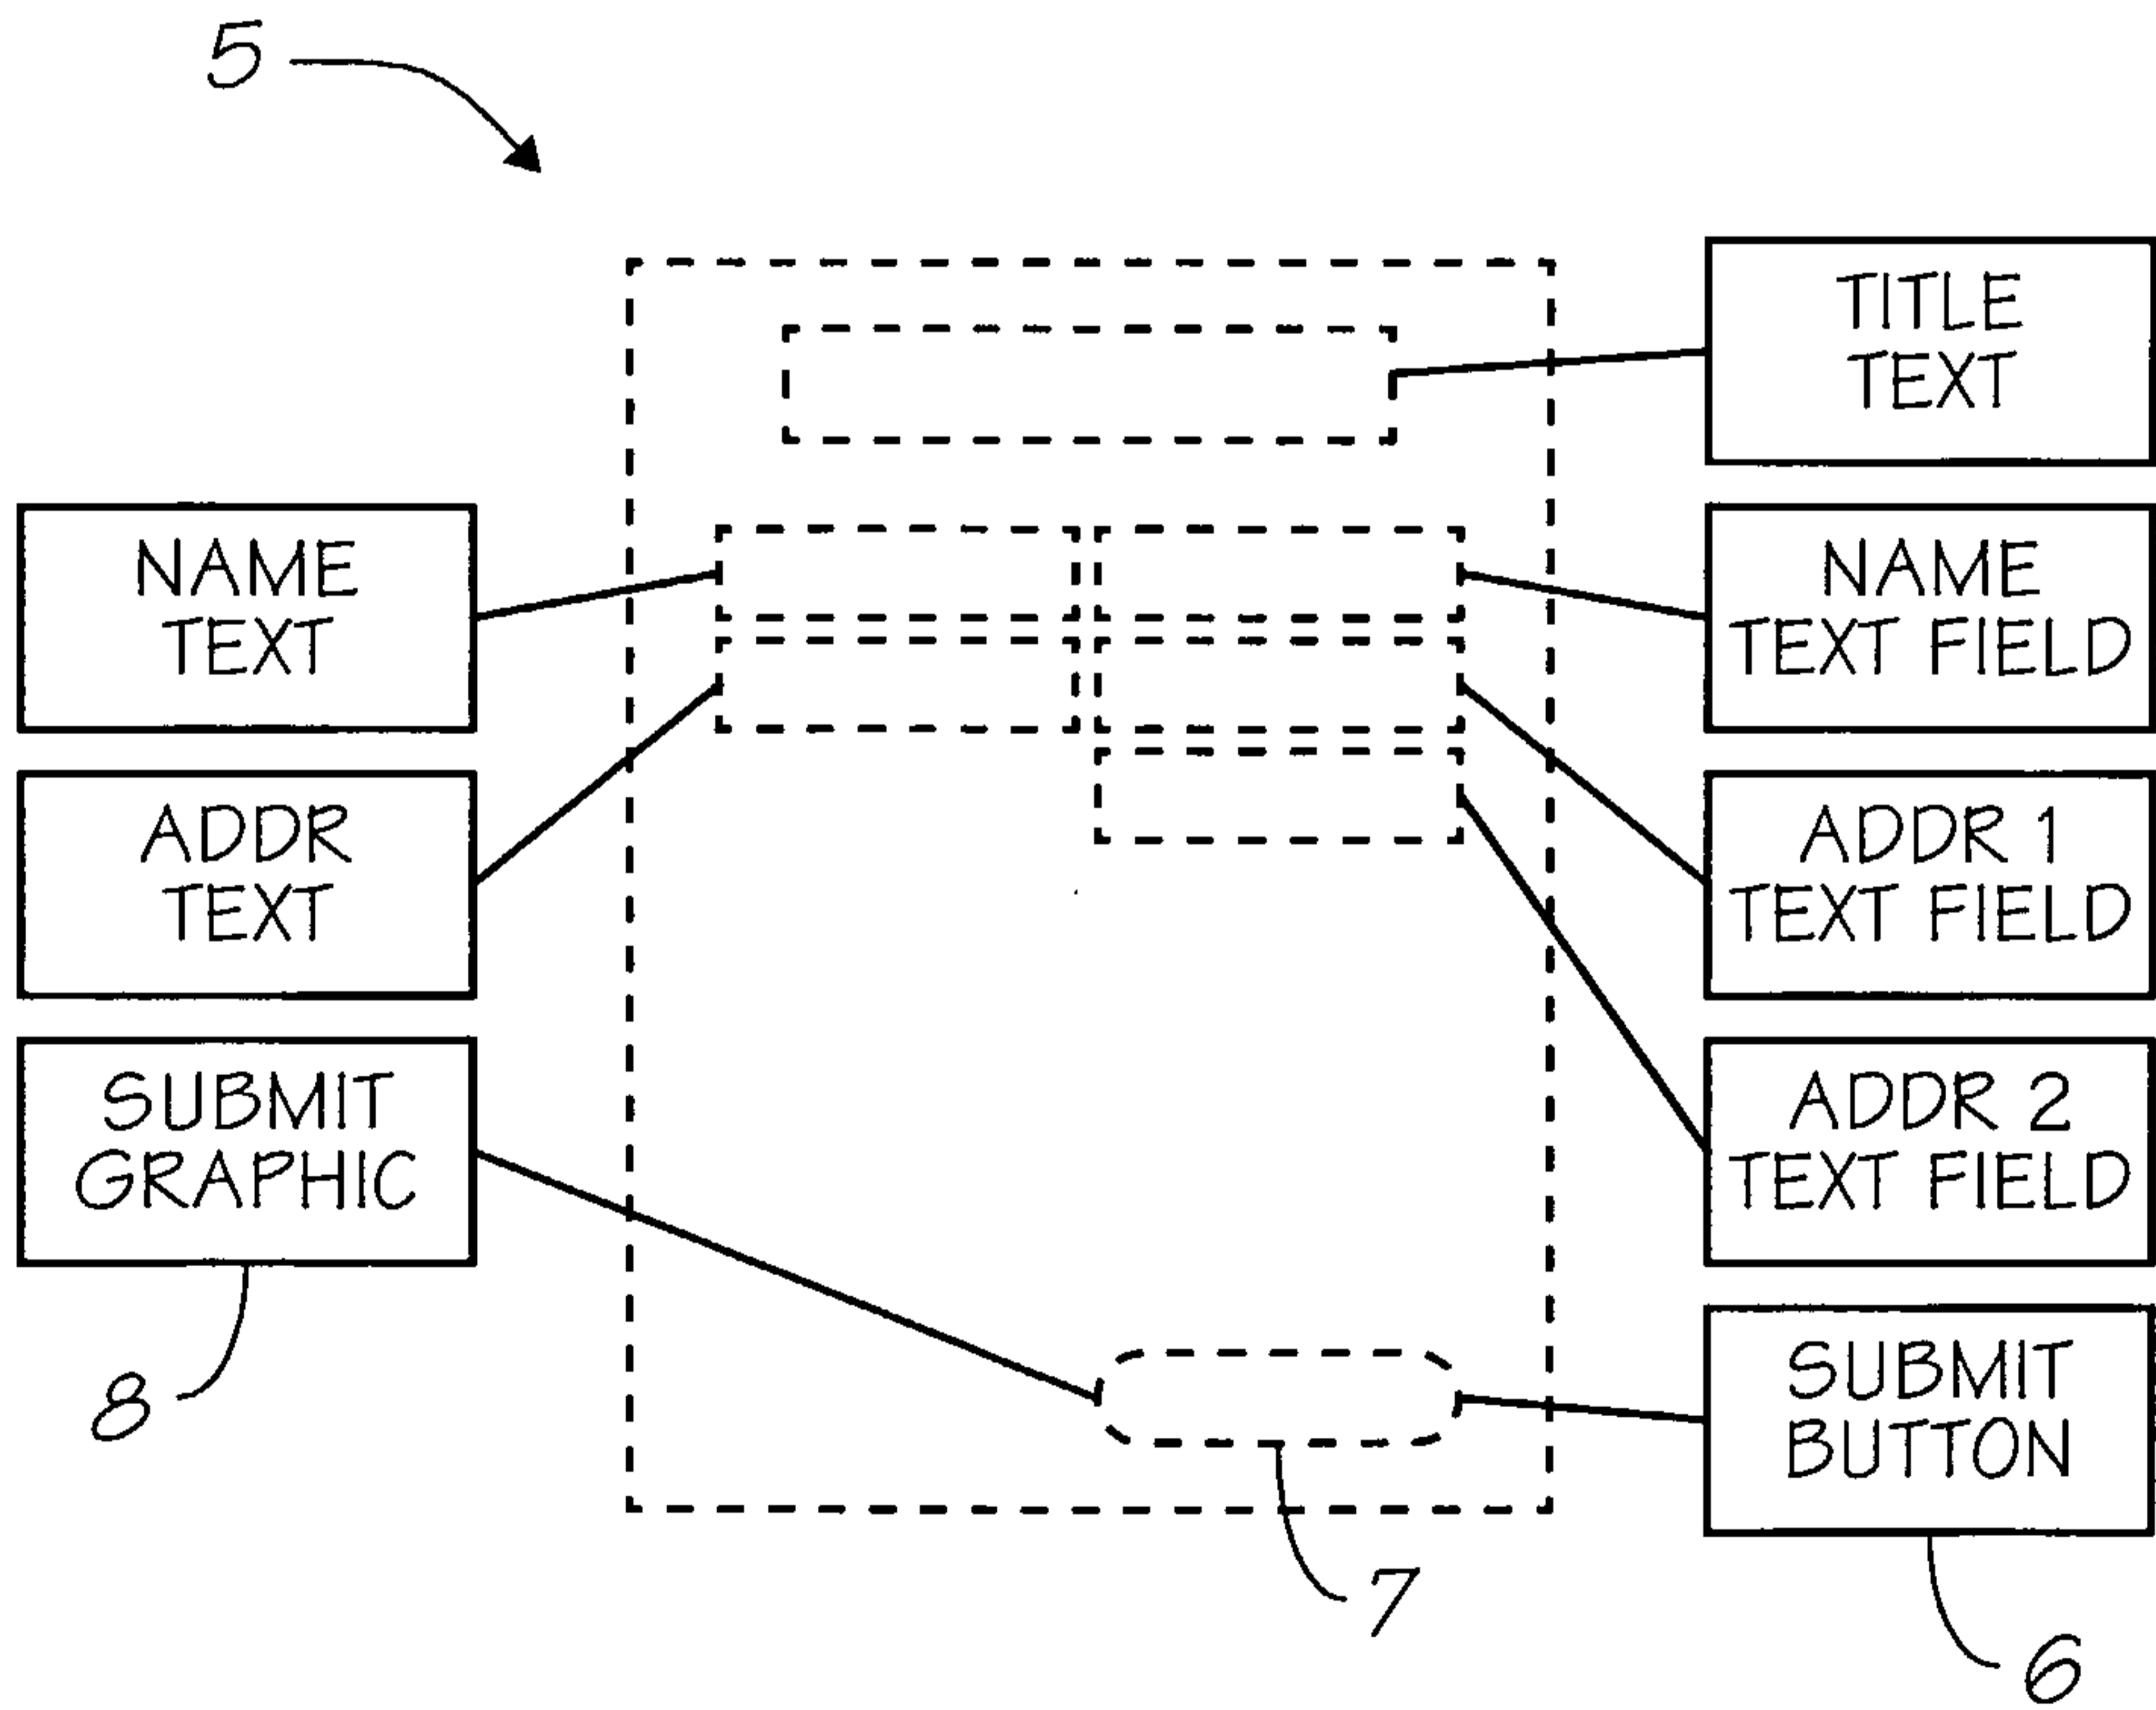 5
TITLE
TEXT
NAME
TEXT
NAME
TEXT FIELD
ADDR
TEXT
ADDR 1
TEXT FIELD
SUBMIT
GRAPHIC
ADDR 2
TEXT FIELD
SUBMIT
BUTTON
8
7
6